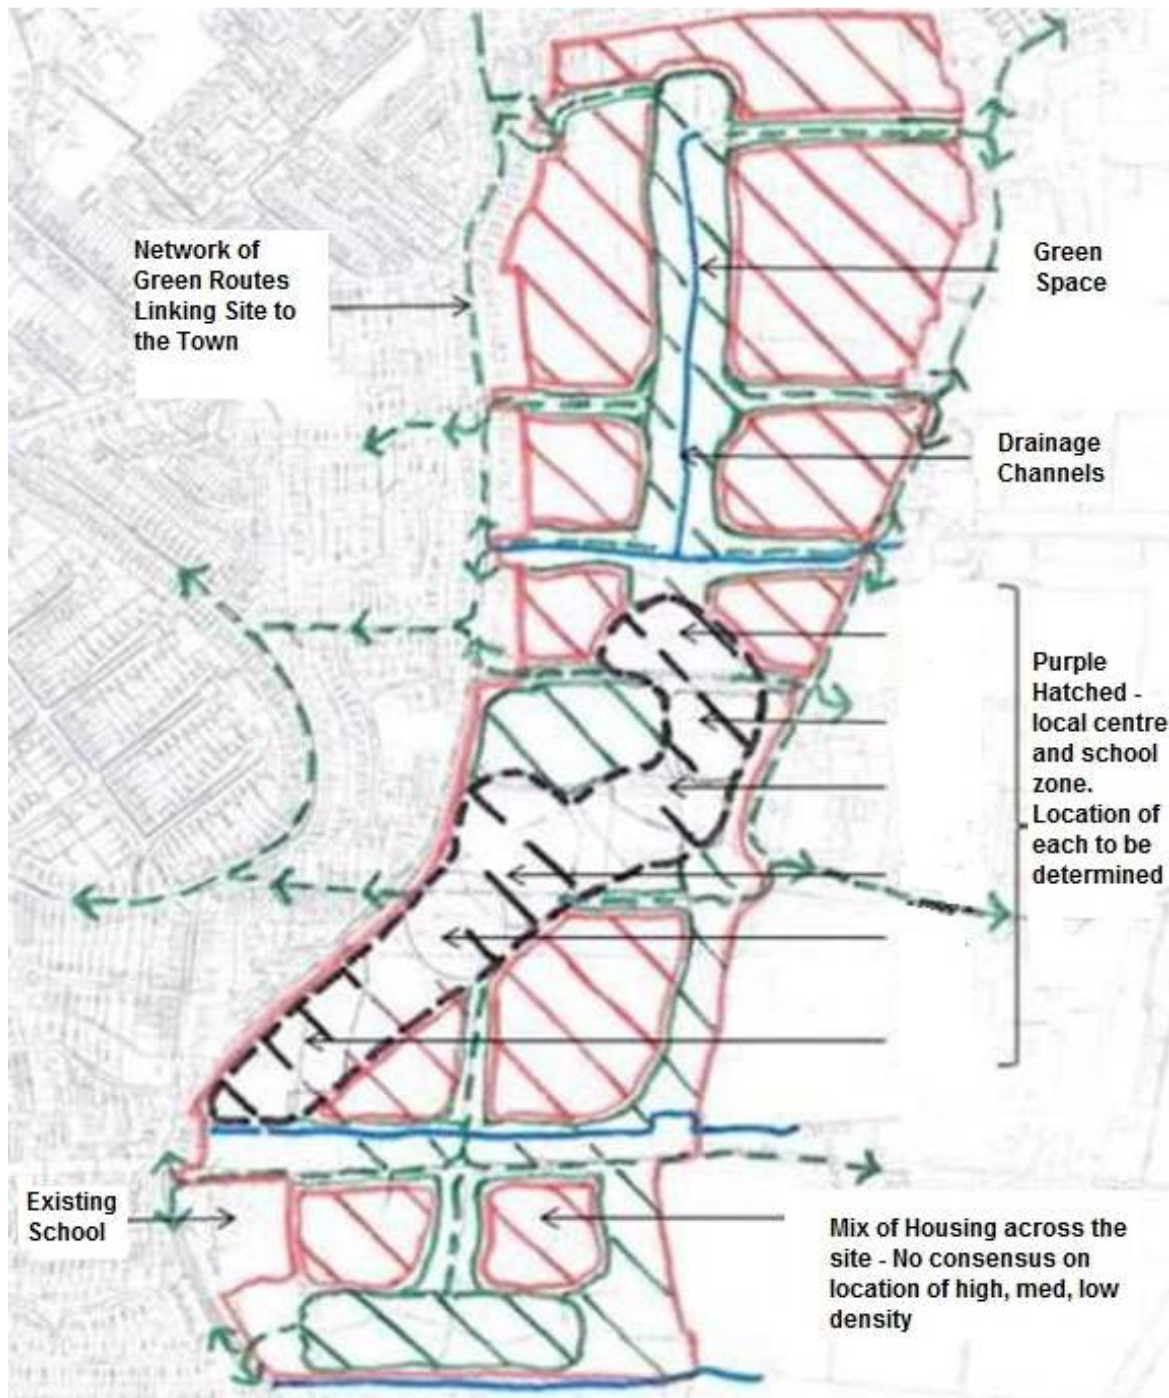 Network of
Green Routes
Linking Site to
the Town
Green
Space
Drainage
Channels
Purple
Hatched -
local centre
and school
zone.
Location of
each to be
determined
Existing
School
Mix of Housing across the
site - No consensus on
location of high, med, low
density